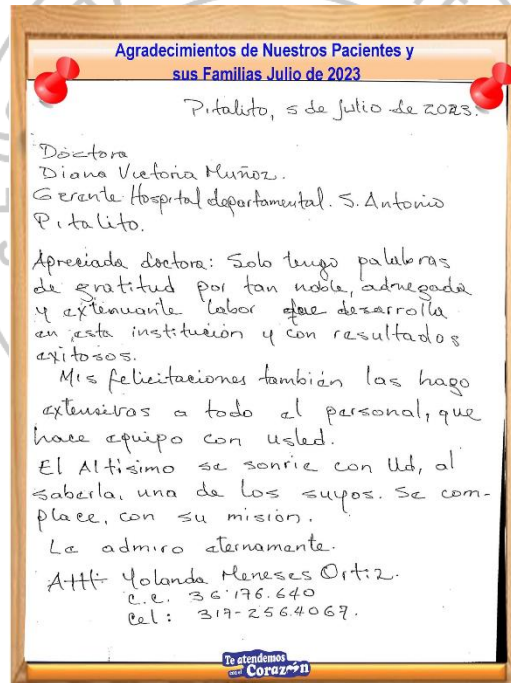 Agradecimientos de Nuestros Pacientes y
sus Familias Julio de 2023
Pitalito, 5 de Julio de 2023.
Doctora
Diana Victoria Muñoz.
Gerente Hospital departamental. S. Antonio
Pitalito.
Apreciada doctora: Solo tengo palabras
de gratitud por tan noble, adnegada
y extenuante labor que desarrolla
en esta institución y con resultados
exitosos.
Mis felicitaciones también las hago
extensivas a todo el personal, que
hace equipo con usted.
El Altísimo se sonríe con Ud, al
saberla, una de los suyos. Se com-
place, con su misión.
La admiro eternamente.
Att: Yolanda Meneses Ortiz.
c.c. 36'176.640
cel: 317-2564067.
Te atendemos
con el Corazón